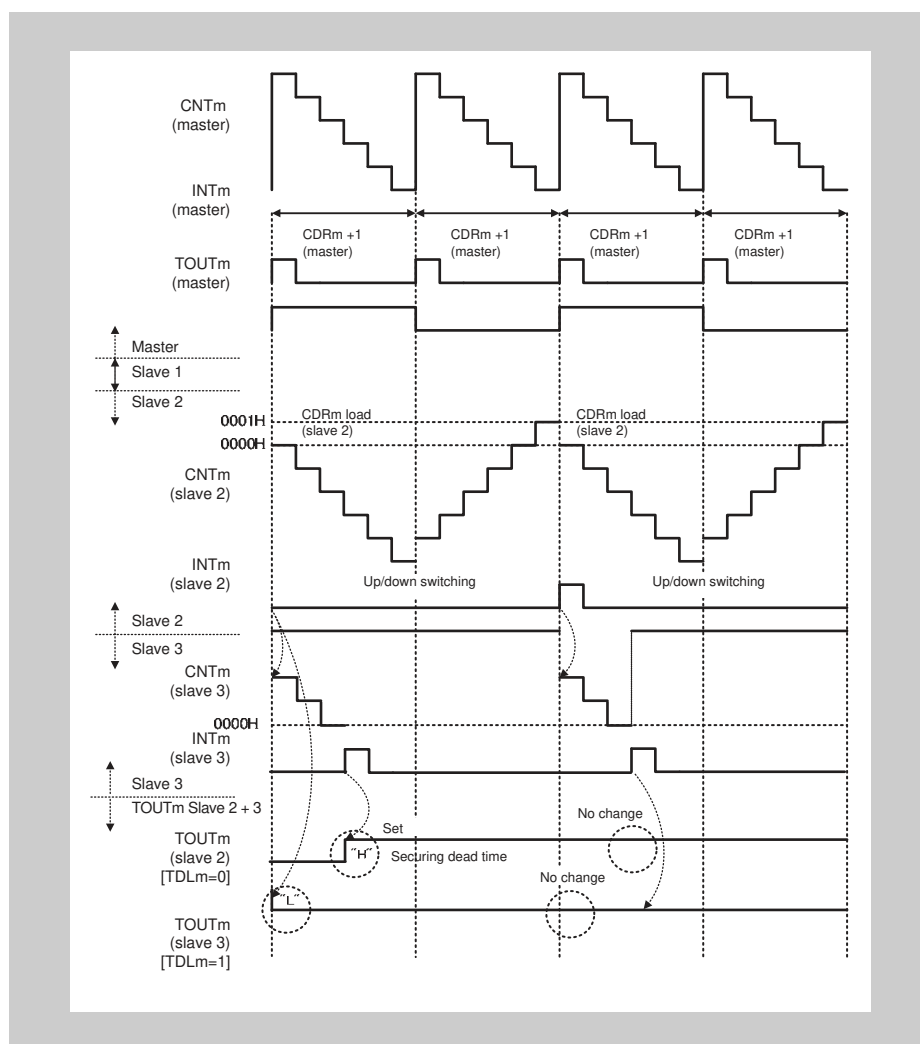 CNTm
(master)
INTm
(master)
CDRm +1
(master)
CDRm +1
(master)
CDRm +1
(master)
CDRm +1
(master)
TOUTm
(master)
Master
Slave 1
Slave 2
0001H
CDRm load
(slave 2)
CDRm load
(slave 2)
0000H
CNTm
(slave 2)
INTm
(slave 2)
Up/down switching
Up/down switching
Slave 2
Slave 3
CNTm
(slave 3)
0000H
INTm
(slave 3)
Slave 3
TOUTm Slave 2 + 3
No change
Set
TOUTm
(slave 2)
[TDLm=0]
"H"
Securing dead time
No change
"L"
TOUTm
(slave 3)
[TDLm=1]